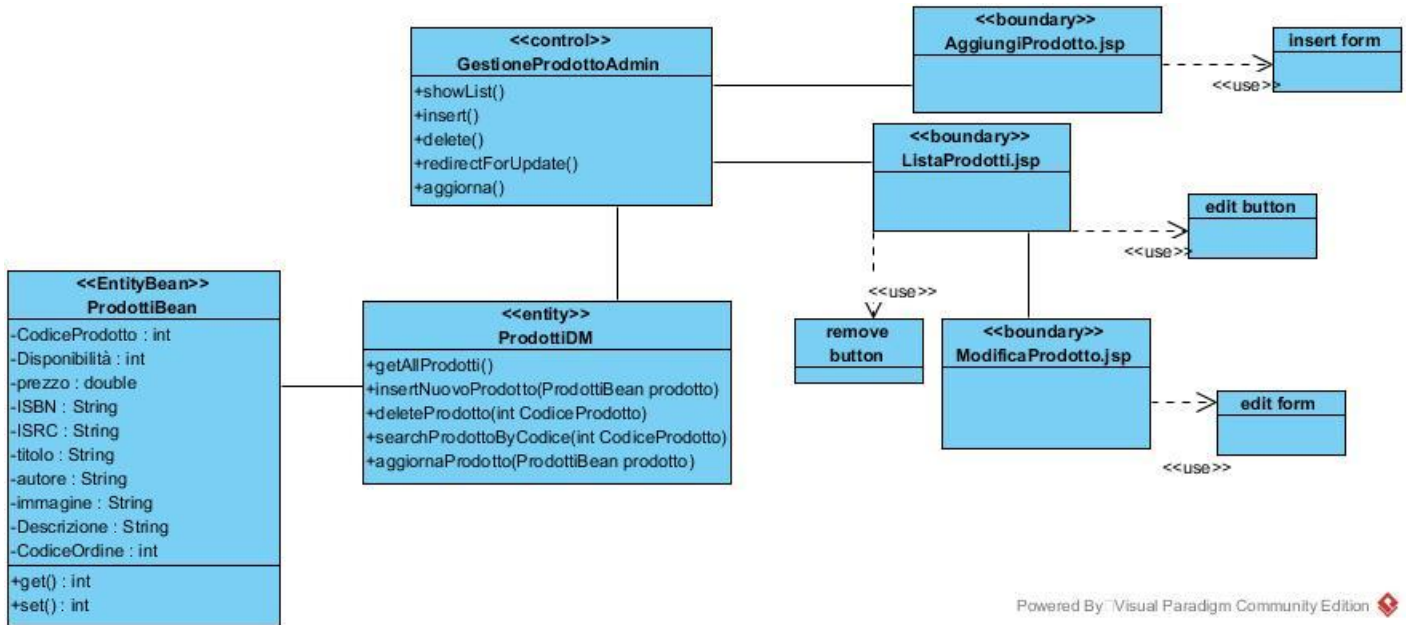 <<control>>
GestioneProdottoAdmin
+showList()
+insert()
+delete()
+redirectForUpdate()
+aggiorna()
<<boundary>>
AggiungiProdotto.jsp
<<use>>
insert form
<<boundary>>
ListaProdotti.jsp
<<use>>
edit button
<<use>>
remove
button
<<boundary>>
ModificaProdotto.jsp
<<use>>
edit form
<<EntityBean>>
ProdottiBean
-CodiceProdotto : int
-Disponibilità : int
-prezzo : double
-ISBN : String
-ISRC : String
-titolo : String
-autore : String
-immagine : String
-Descrizione : String
-CodiceOrdine : int
+get() : int
+set() : int
<<entity>>
ProdottiDM
+getAllProdotti()
+insertNuovoProdotto(ProdottiBean prodotto)
+deleteProdotto(int CodiceProdotto)
+searchProdottoByCodice(int CodiceProdotto)
+aggiornaProdotto(ProdottiBean prodotto)
Powered By Visual Paradigm Community Edition